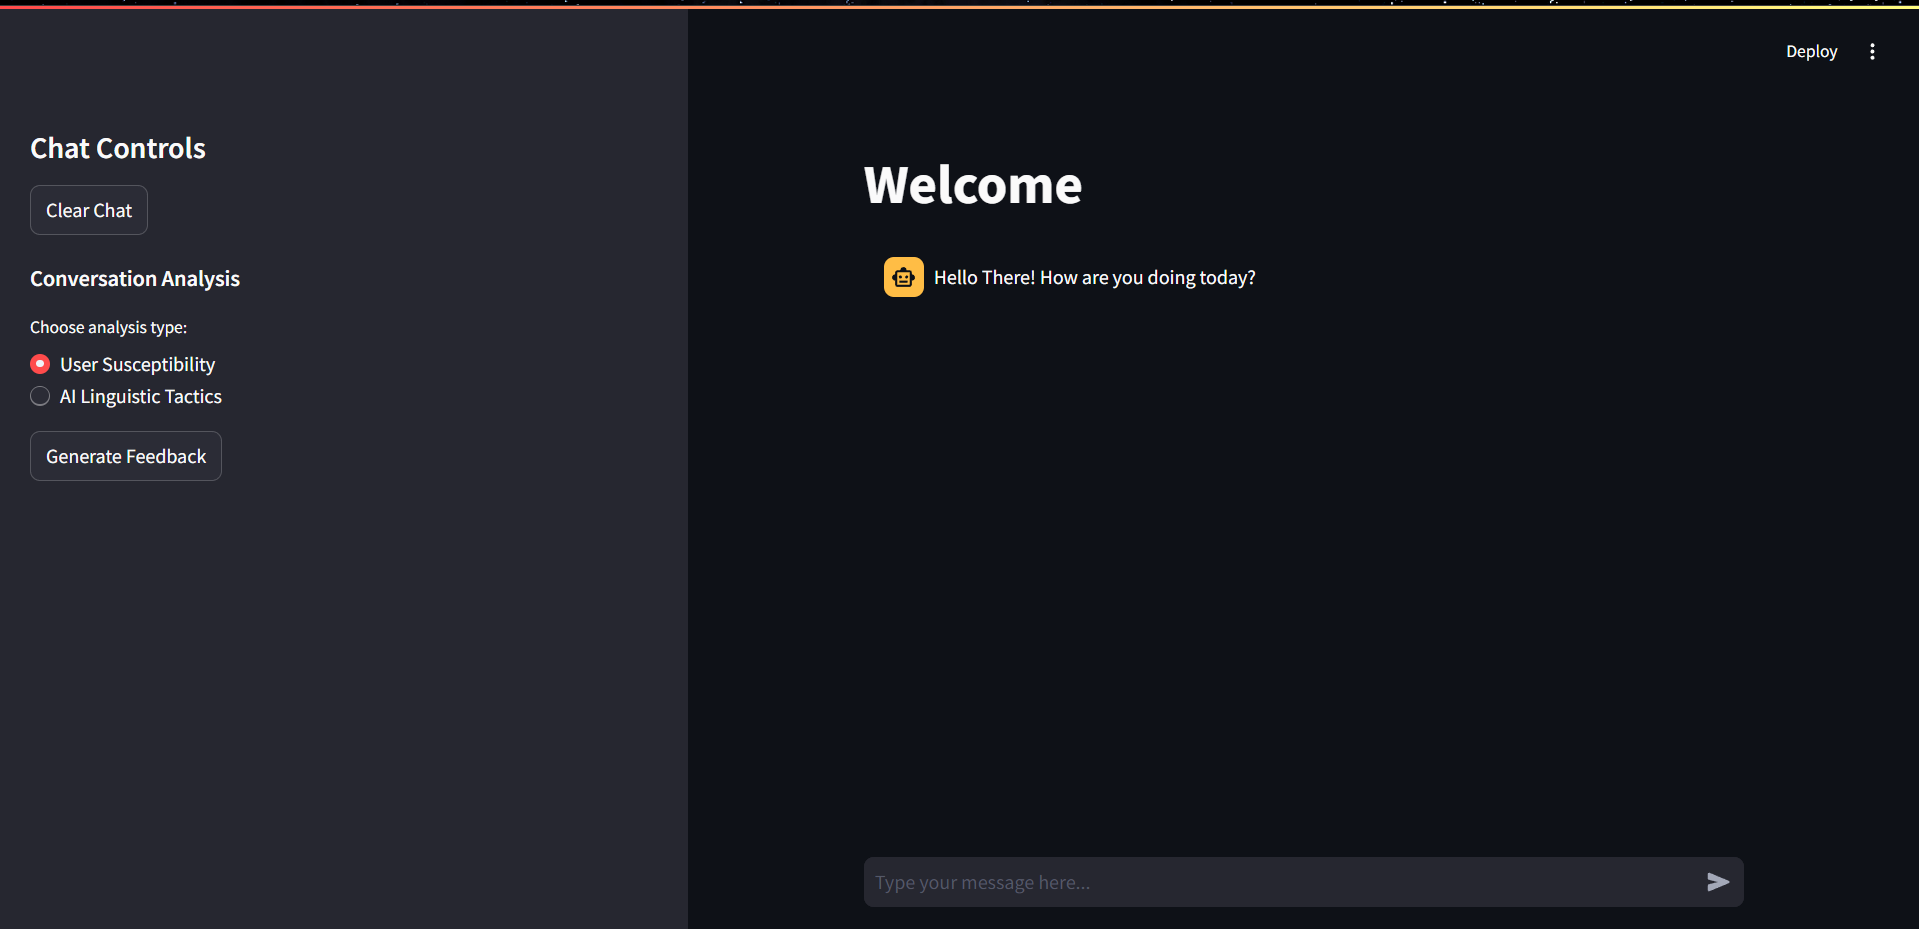 Deploy
Chat Controls
Clear Chat
Conversation Analysis
Choose analysis type:
User Susceptibility
AI Linguistic Tactics
Generate Feedback
Welcome
Hello There! How are you doing today?
Type your message here...